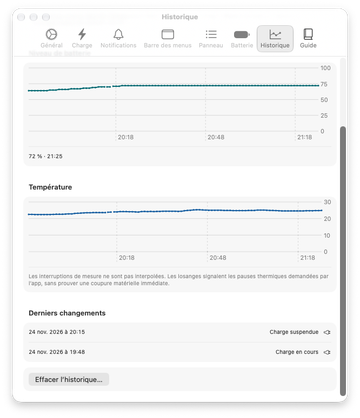 Historique
Général
Charge
Notifications
Barre des menus
Panneau
Batterie
Historique
Guide
100
75
50
25
0
20:18
20:48
21:18
72 % · 21:25
Température
30
20
10
0
20:18
20:48
21:18
Les interruptions de mesure ne sont pas interpolées. Les losanges signalent les pauses thermiques demandées par
l'app, sans prouver une coupure matérielle immédiate.
Derniers changements
24 nov. 2026 à 20:15
Charge suspendue
24 nov. 2026 à 19:48
Charge en cours
Effacer l'historique...